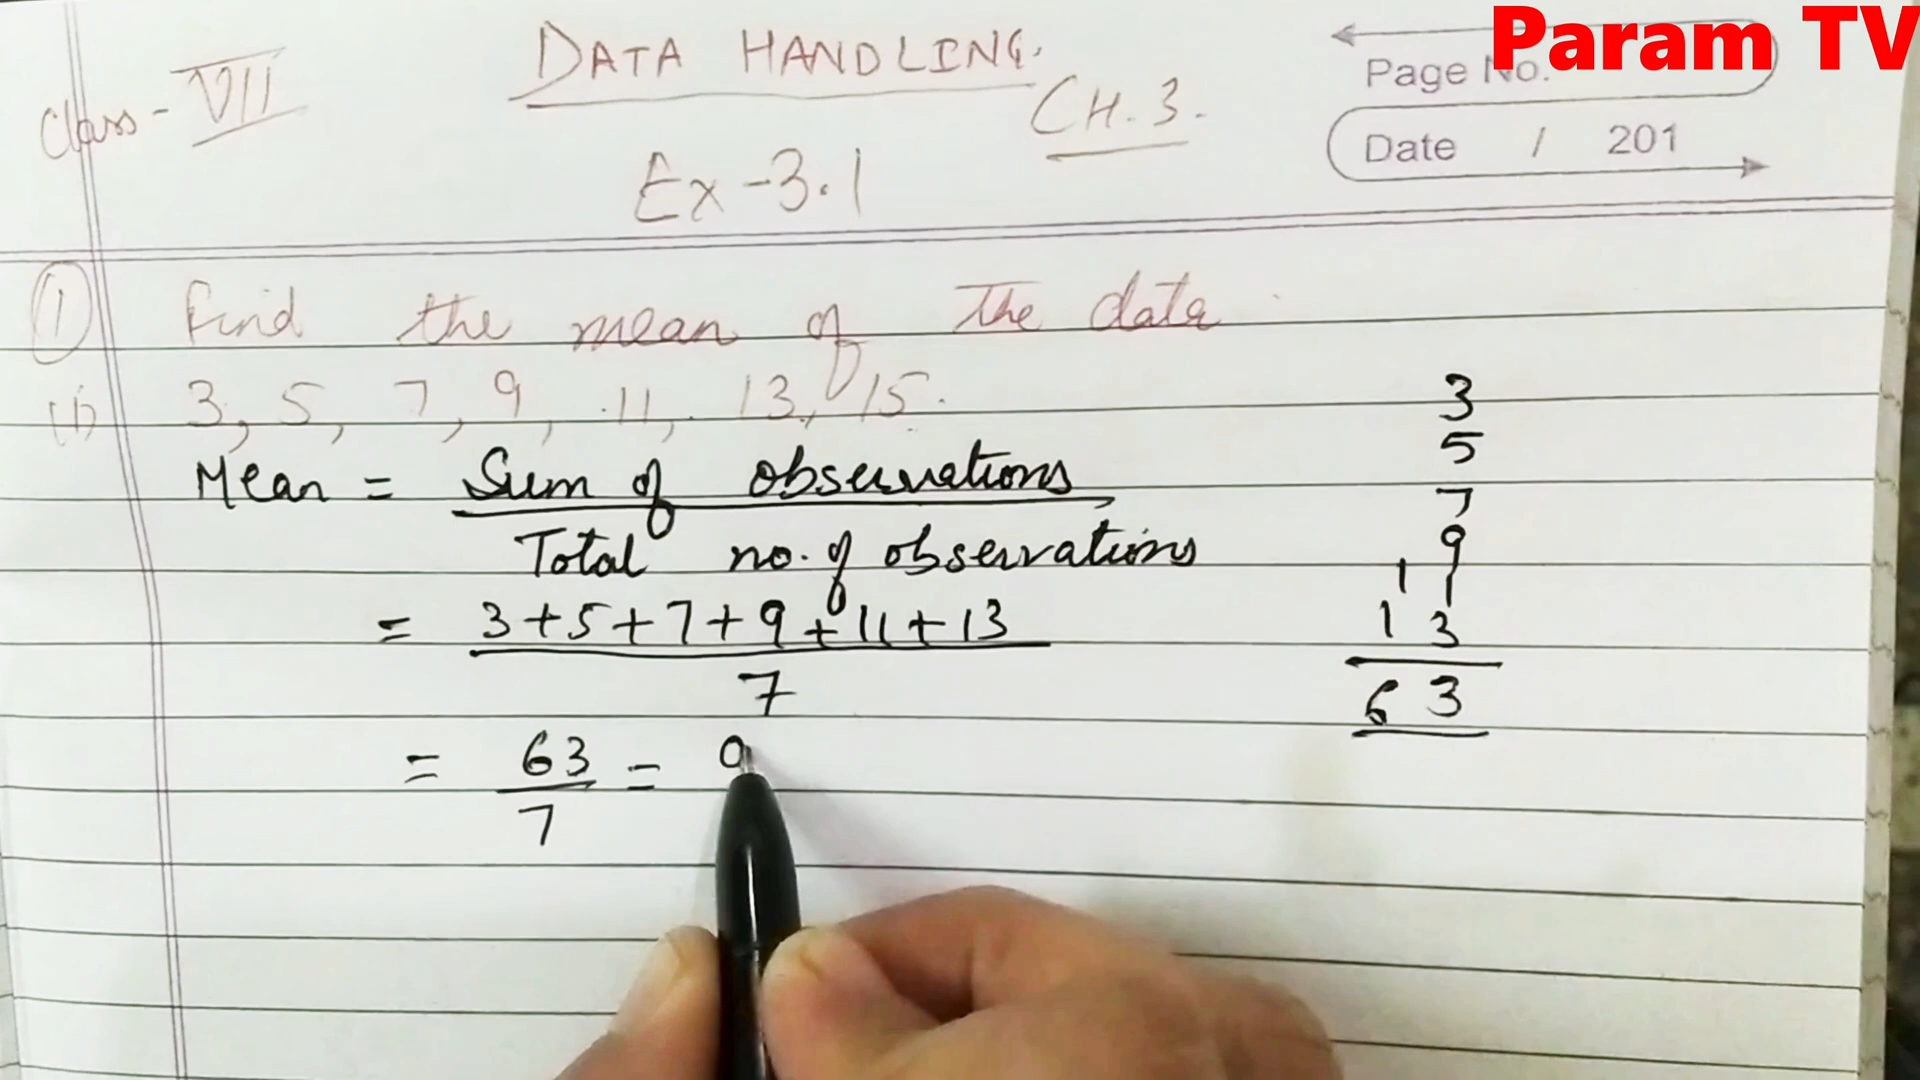 Param TV
Page No.
Date / 201
DATA HANDLING.
Class - VII
CH. 3.
Ex - 3.1
1 Find the mean of the data
(i) 3, 5, 7, 9, 11, 13, 15.
Mean = Sum of observations
Total no. of observations
= 3+5+7+9+11+13
7
= 63 =
7
3
5
7
9
11
13
63